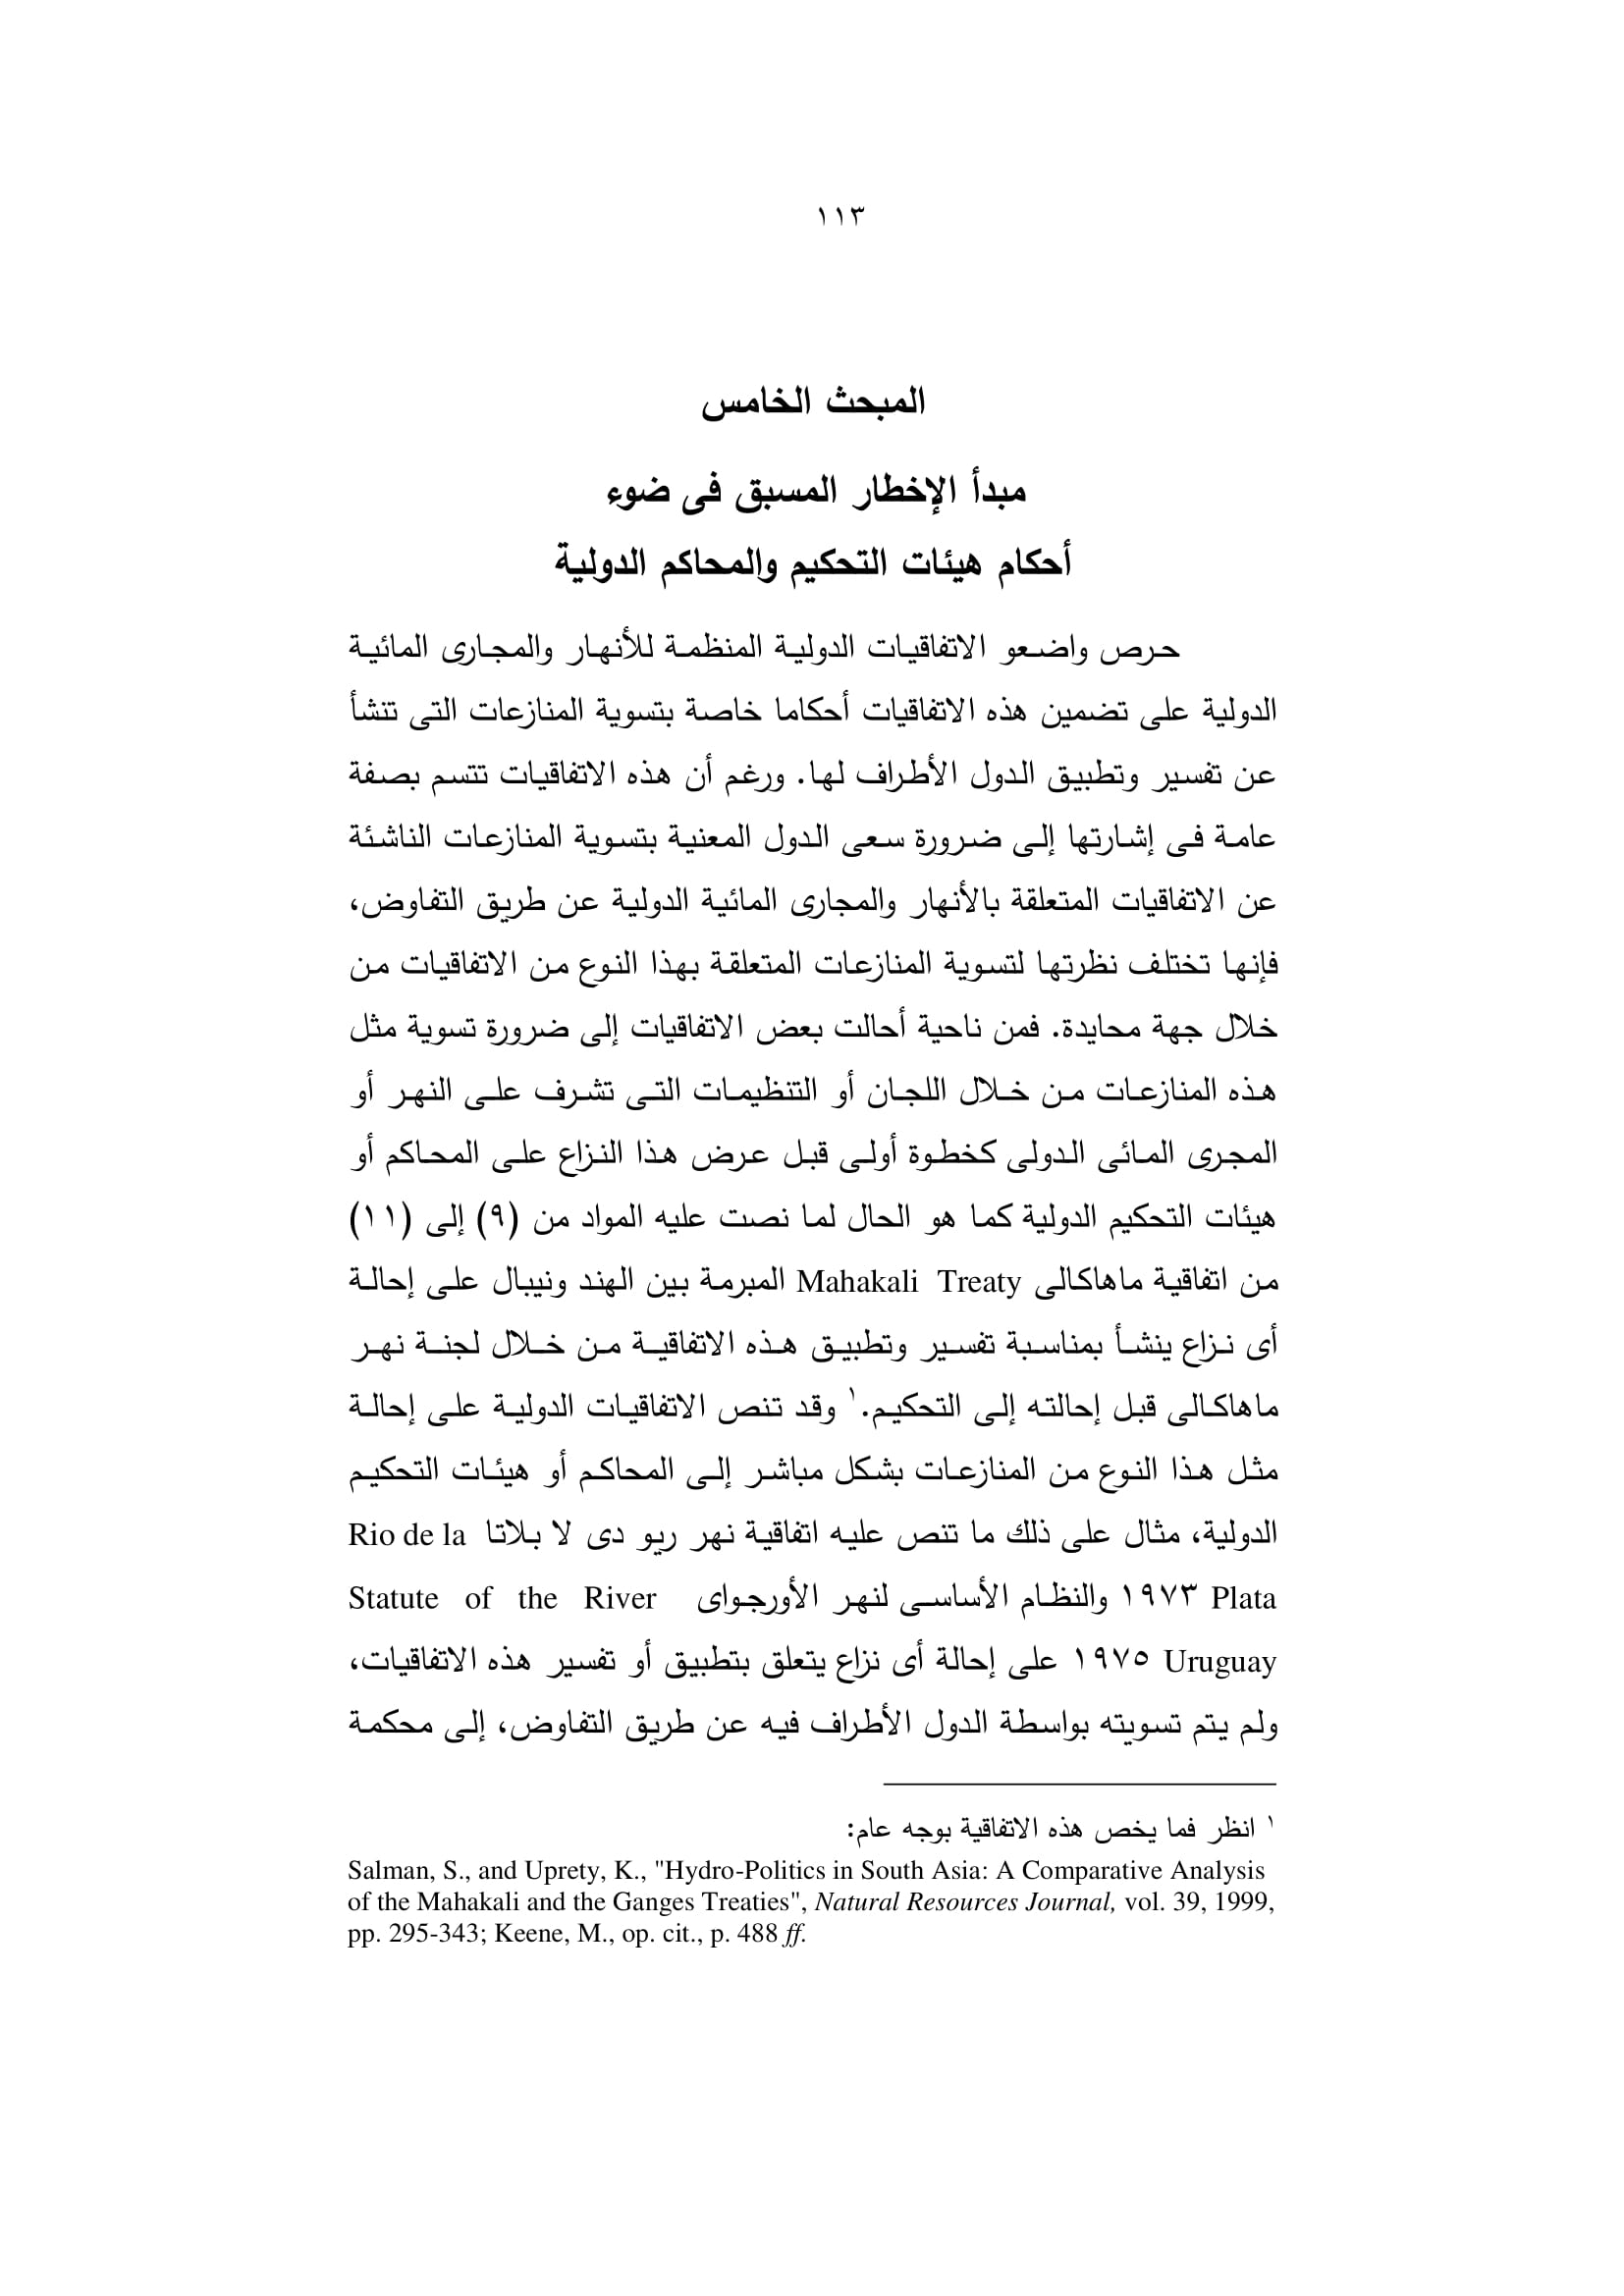 ١١٣
المبحث الخامس
مبدأ الإخطار المسبق فى ضوء
أحكام هيئات التحكيم والمحاكم الدولية
حرص واضعو الاتفاقيات الدولية المنظمة للأنهار والمجارى المائية
الدولية على تضمين هذه الاتفاقيات أحكاما خاصة بتسوية المنازعات التى تنشأ
عن تفسير وتطبيق الدول الأطراف لها. ورغم أن هذه الاتفاقيات تتسم بصفة
عامة فى إشارتها إلى ضرورة سعى الدول المعنية بتسوية المنازعات الناشئة
عن الاتفاقيات المتعلقة بالأنهار والمجارى المائية الدولية عن طريق التفاوض،
فإنها تختلف نظرتها لتسوية المنازعات المتعلقة بهذا النوع من الاتفاقيات من
خلال جهة محايدة. فمن ناحية أحالت بعض الاتفاقيات إلى ضرورة تسوية مثل
هذه المنازعات من خلال اللجان أو التنظيمات التى تشرف على النهر أو
المجرى المائى الدولى كخطوة أولى قبل عرض هذا النزاع على المحاكم أو
هيئات التحكيم الدولية كما هو الحال لما نصت عليه المواد من (٩) إلى (١١)
من اتفاقية ماهاكالى Mahakali Treaty المبرمة بين الهند ونيبال على إحالة
أى نزاع ينشأ بمناسبة تفسير وتطبيق هذه الاتفاقية من خلال لجنة نهر
ماهاكالى قبل إحالته إلى التحكيم.١ وقد تنص الاتفاقيات الدولية على إحالة
مثل هذا النوع من المنازعات بشكل مباشر إلى المحاكم أو هيئات التحكيم
الدولية، مثال على ذلك ما تنص عليه اتفاقية نهر ريو دى لا بلاتا Rio de la
Plata ١٩٧٣ والنظام الأساسى لنهر الأورجواى Statute of the River
Uruguay ١٩٧٥ على إحالة أى نزاع يتعلق بتطبيق أو تفسير هذه الاتفاقيات،
ولم يتم تسويته بواسطة الدول الأطراف فيه عن طريق التفاوض، إلى محكمة
١ انظر فما يخص هذه الاتفاقية بوجه عام:
Salman, S., and Uprety, K., "Hydro-Politics in South Asia: A Comparative Analysis
of the Mahakali and the Ganges Treaties", Natural Resources Journal, vol. 39, 1999,
pp. 295-343; Keene, M., op. cit., p. 488 ff.